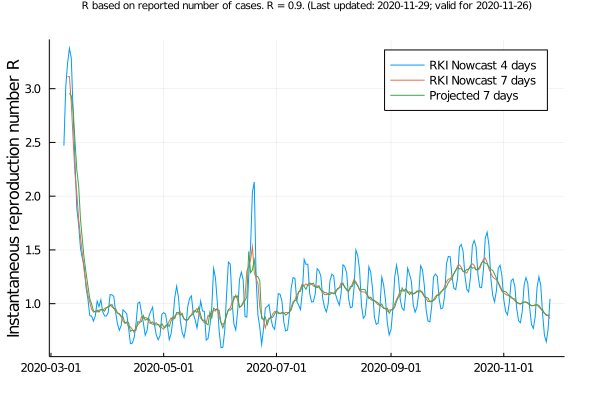 R based on reported number of cases. R = 0.9. (Last updated: 2020-11-29; valid for 2020-11-26)
Instantaneous reproduction number R
RKI Nowcast 4 days
RKI Nowcast 7 days
Projected 7 days
3.0
2.5
2.0
1.5
1.0
2020-03-01 2020-05-01 2020-07-01 2020-09-01 2020-11-01